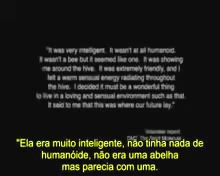 "It was very intelligent. It wasn't at all humanoid.
It wasn't a bee but it seemed like one. It was showing
me around the hive. It was extremely friendly, and I
felt a warm sensual energy radiating throughout
the hive. I decided it must be a wonderful thing
to live in a loving and sensual environment such as that.
It said to me that this was where our future lay."
Volunteer report
DMT: The Spirit Molecule
"Ela era muito inteligente, não tinha nada de
humanóide, não era uma abelha
mas parecia com uma.